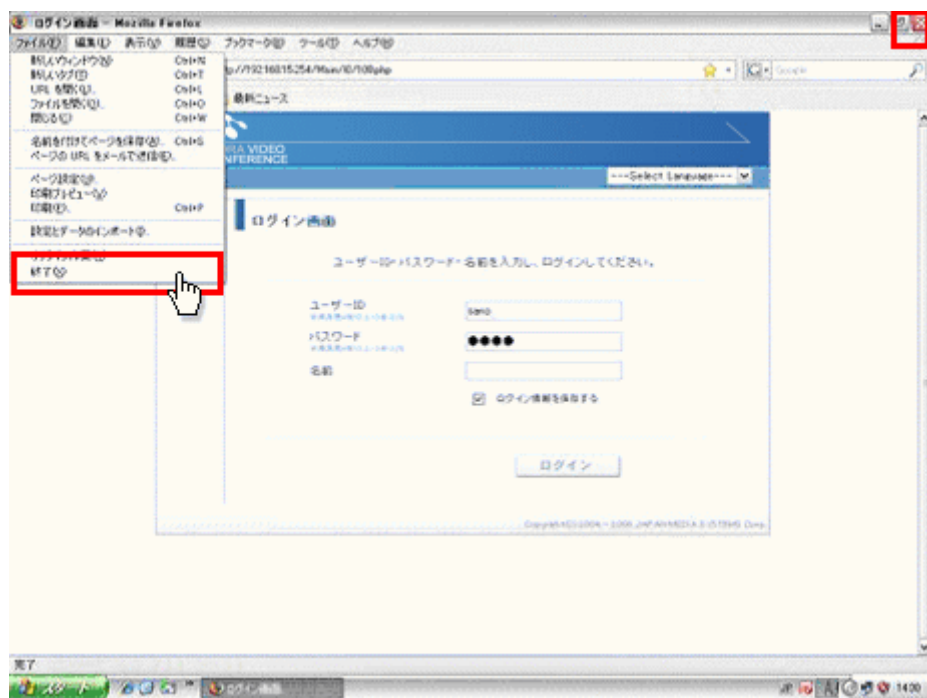 ログイン画面 - Mozilla Firefox
ファイル(F) 編集(E) 表示(V) 履歴(S) ブックマーク(B) ツール(T) ヘルプ(H)
新しいウィンドウ(N) Ctrl+N
新しいタブ(T) Ctrl+T
URL を開く(L)... Ctrl+L
ファイルを開く(O)... Ctrl+O
閉じる(C) Ctrl+W
名前を付けてページを保存(A)... Ctrl+S
ページの URL をメールで送信(E)...
ページ設定(U)...
印刷プレビュー(V)
印刷(P)... Ctrl+P
設定とデータのインポート(I)...
終了(X)
Google
最新ニュース
VIDEO
NFERENCE
---Select Language---
ログイン画面
ユーザーID・パスワード・名前を入力し、ログインしてください。
ユーザーID
sano
パスワード
●●●●
名前
ログイン情報を保存する
ログイン
完了
スタート
ログイン画面
14:00